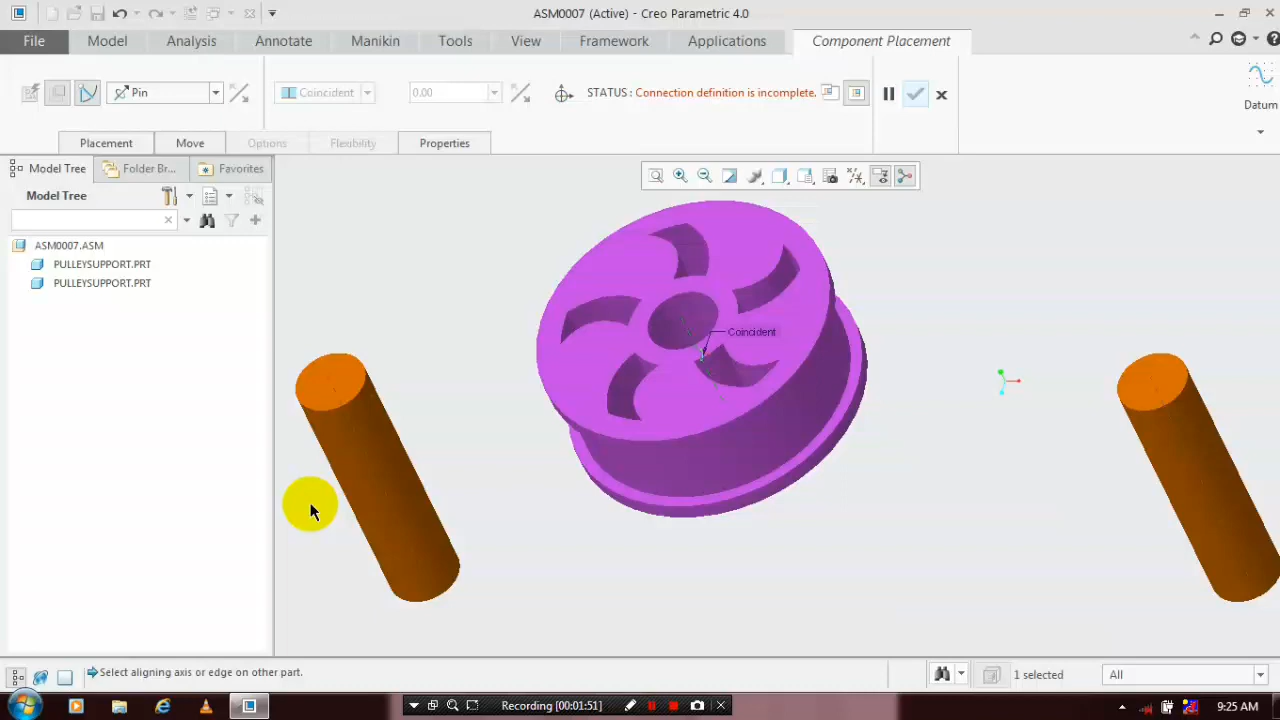 ASM0007 (Active) - Creo Parametric 4.0
File Model Analysis Annotate Manikin Tools View Framework Applications Component Placement
Pin Coincident 0.00 STATUS : Connection definition is incomplete.
Datum
Placement Move Options Flexibility Properties
Model Tree Folder Br... Favorites
Model Tree
ASM0007.ASM
PULLEYSUPPORT.PRT
PULLEYSUPPORT.PRT
Coincident
Select aligning axis or edge on other part.
1 selected
All
Recording [00:01:51]
9:25 AM